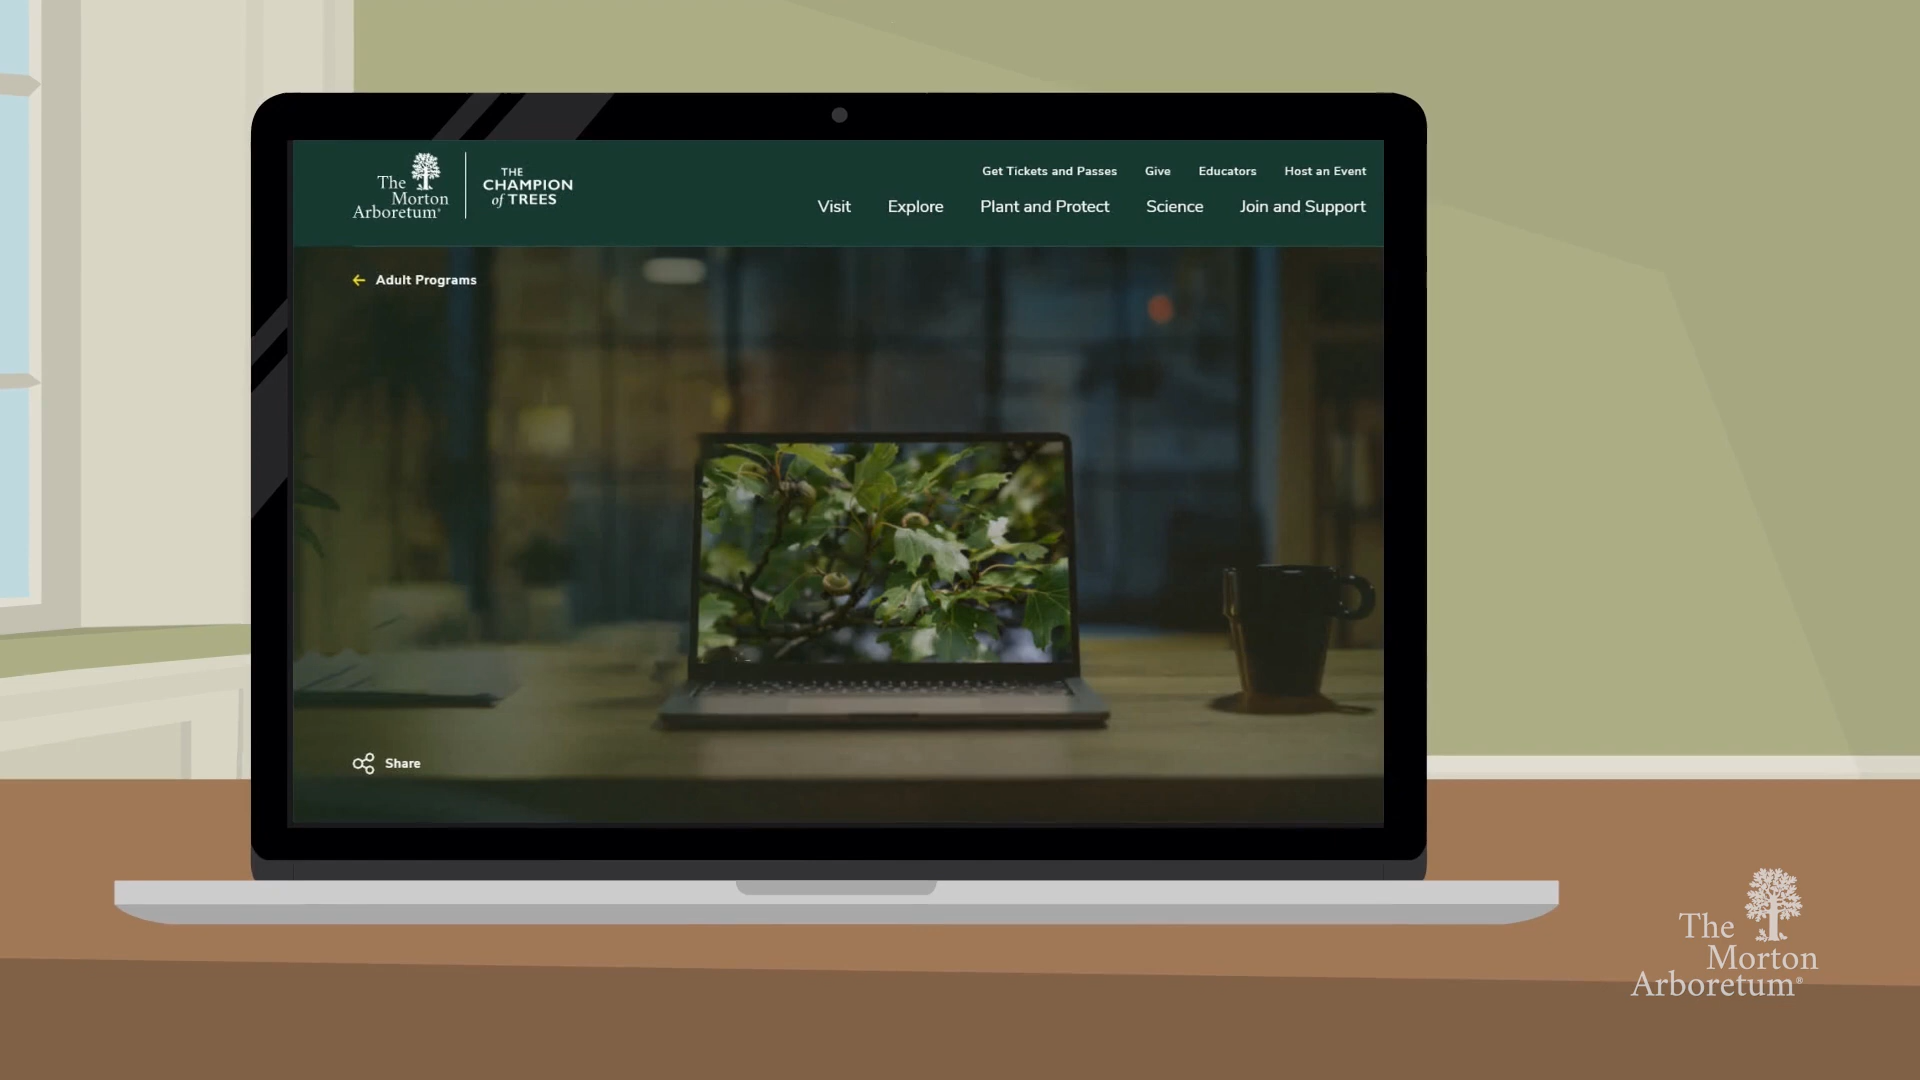 The
Morton
Arboretum®
THE
CHAMPION
of TREES
Get Tickets and Passes Give Educators Host an Event
Visit Explore Plant and Protect Science Join and Support
Adult Programs
Share
The
Morton
Arboretum®